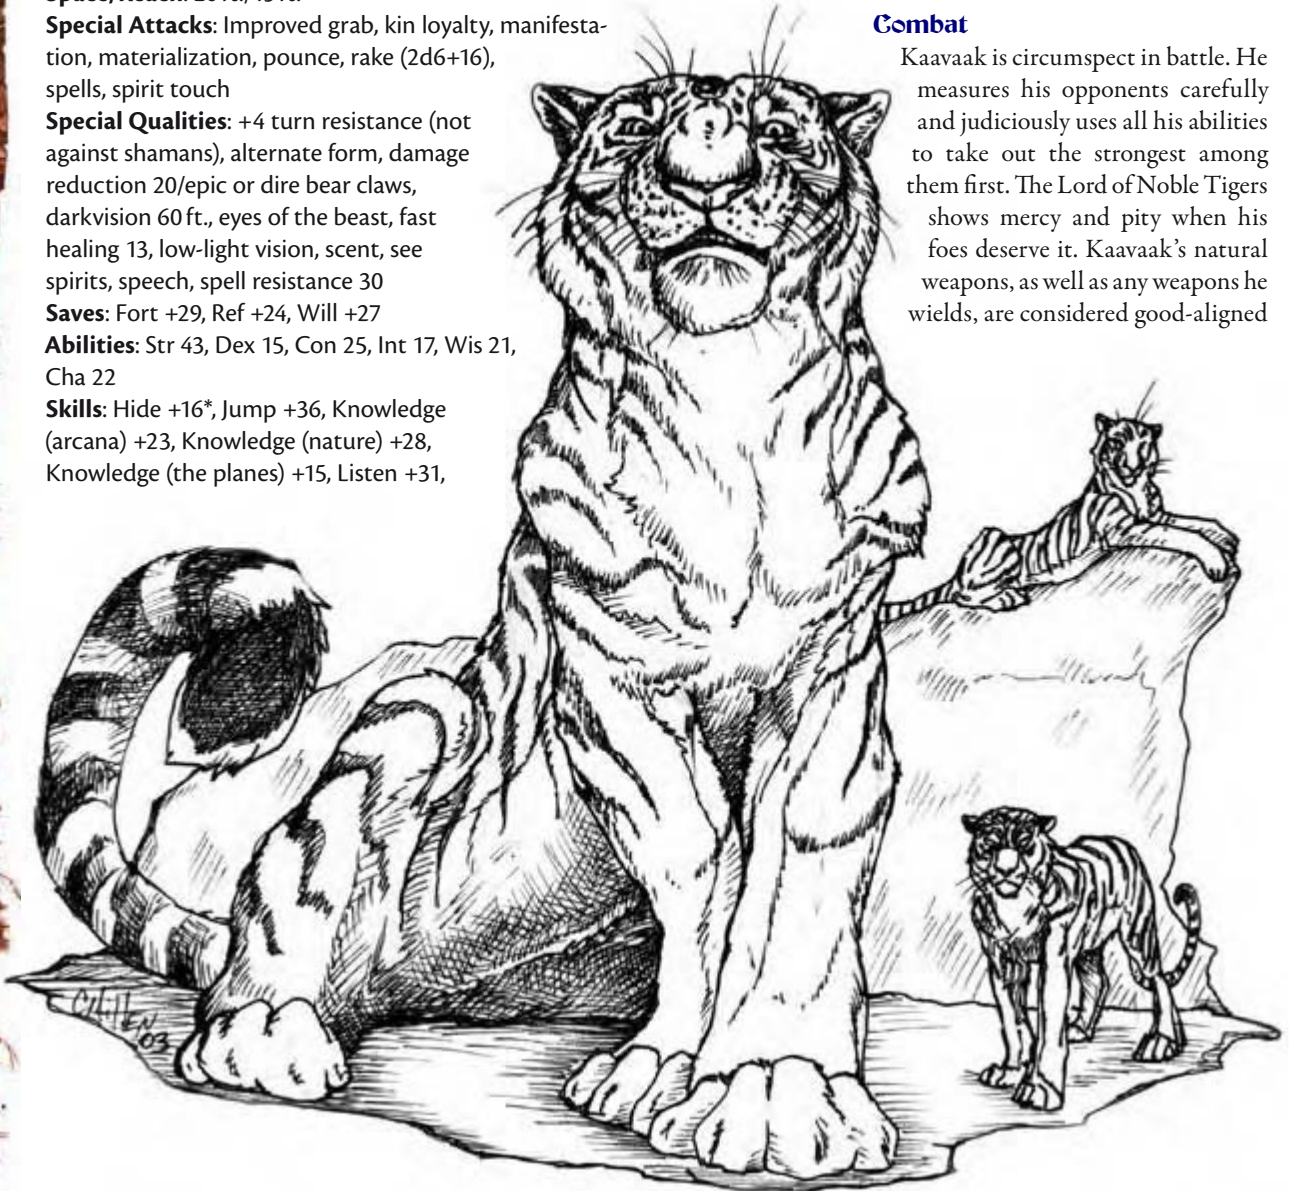 Special Attacks: Improved grab, kin loyalty, manifesta-
tion, materialization, pounce, rake (2d6+16),
spells, spirit touch
Special Qualities: +4 turn resistance (not
against shamans), alternate form, damage
reduction 20/epic or dire bear claws,
darkvision 60 ft., eyes of the beast, fast
healing 13, low-light vision, scent, see
spirits, speech, spell resistance 30
Saves: Fort +29, Ref +24, Will +27
Abilities: Str 43, Dex 15, Con 25, Int 17, Wis 21,
Cha 22
Skills: Hide +16*, Jump +36, Knowledge
(arcana) +23, Knowledge (nature) +28,
Knowledge (the planes) +15, Listen +31,
Combat
Kaavaak is circumspect in battle. He
measures his opponents carefully
and judiciously uses all his abilities
to take out the strongest among
them first. The Lord of Noble Tigers
shows mercy and pity when his
foes deserve it. Kaavaak’s natural
weapons, as well as any weapons he
wields, are considered good-aligned
03